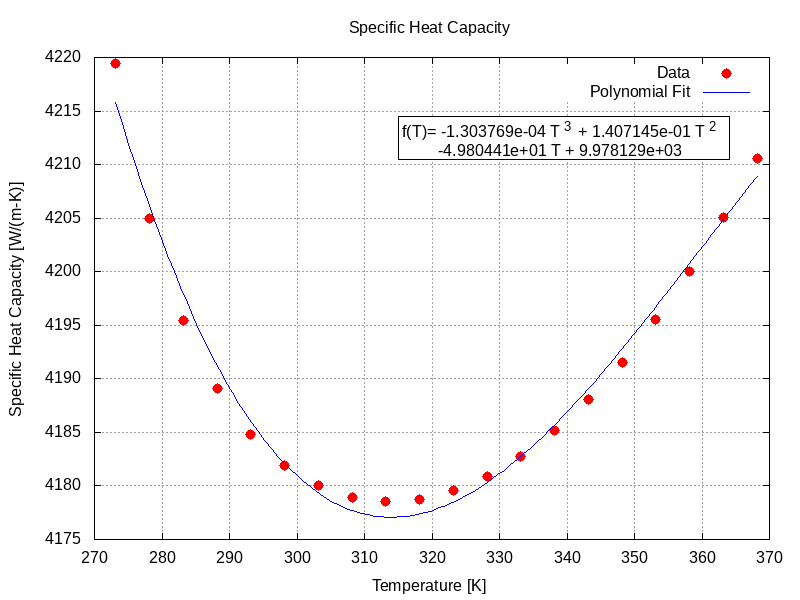 Specific Heat Capacity
4220
4215
4210
4205
4200
4195
4190
4185
4180
4175
Specific Heat Capacity [W/(m-K)]
Data
Polynomial Fit
f(T)= -1.303769e-04 T 3 + 1.407145e-01 T 2
-4.980441e+01 T + 9.978129e+03
270 280 290 300 310 320 330 340 350 360 370
Temperature [K]